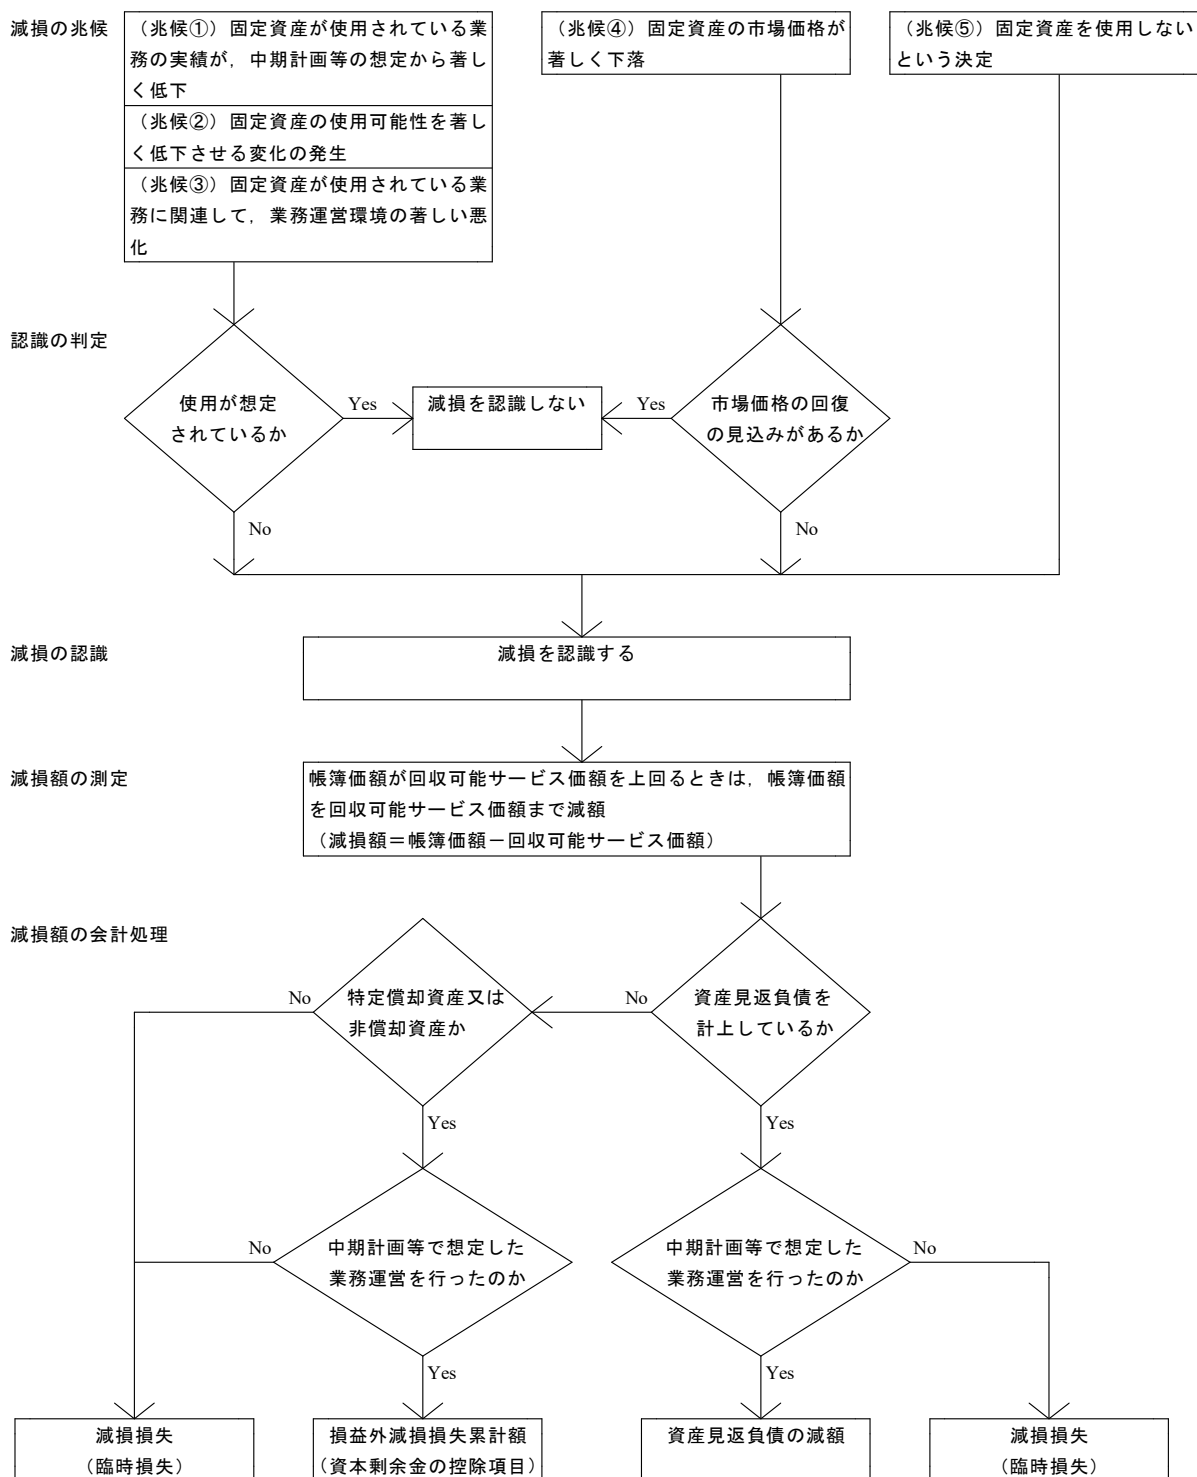 減損の兆候
（兆候①）固定資産が使用されている業
務の実績が，中期計画等の想定から著し
く低下
（兆候②）固定資産の使用可能性を著し
く低下させる変化の発生
（兆候③）固定資産が使用されている業
務に関連して，業務運営環境の著しい悪
化
（兆候④）固定資産の市場価格が
著しく下落
（兆候⑤）固定資産を使用しない
という決定
認識の判定
使用が想定
されているか
Yes
減損を認識しない
Yes
市場価格の回復
の見込みがあるか
No
No
減損の認識
減損を認識する
減損額の測定
帳簿価額が回収可能サービス価額を上回るときは，帳簿価額
を回収可能サービス価額まで減額
（減損額＝帳簿価額－回収可能サービス価額）
減損額の会計処理
No
特定償却資産又は
非償却資産か
No
資産見返負債を
計上しているか
Yes
Yes
No
中期計画等で想定した
業務運営を行ったのか
中期計画等で想定した
業務運営を行ったのか
No
Yes
Yes
減損損失
（臨時損失）
損益外減損損失累計額
（資本剰余金の控除項目）
資産見返負債の減額
減損損失
（臨時損失）